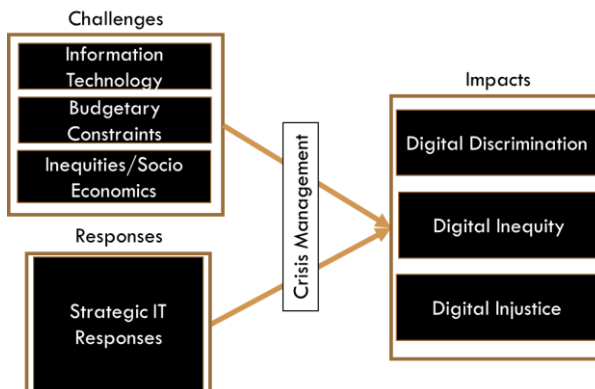 Challenges
Information
Technology
Budgetary
Constraints
Inequities/Socio
Economics
Responses
Strategic IT
Responses
Crisis Management
Impacts
Digital Discrimination
Digital Inequity
Digital Injustice